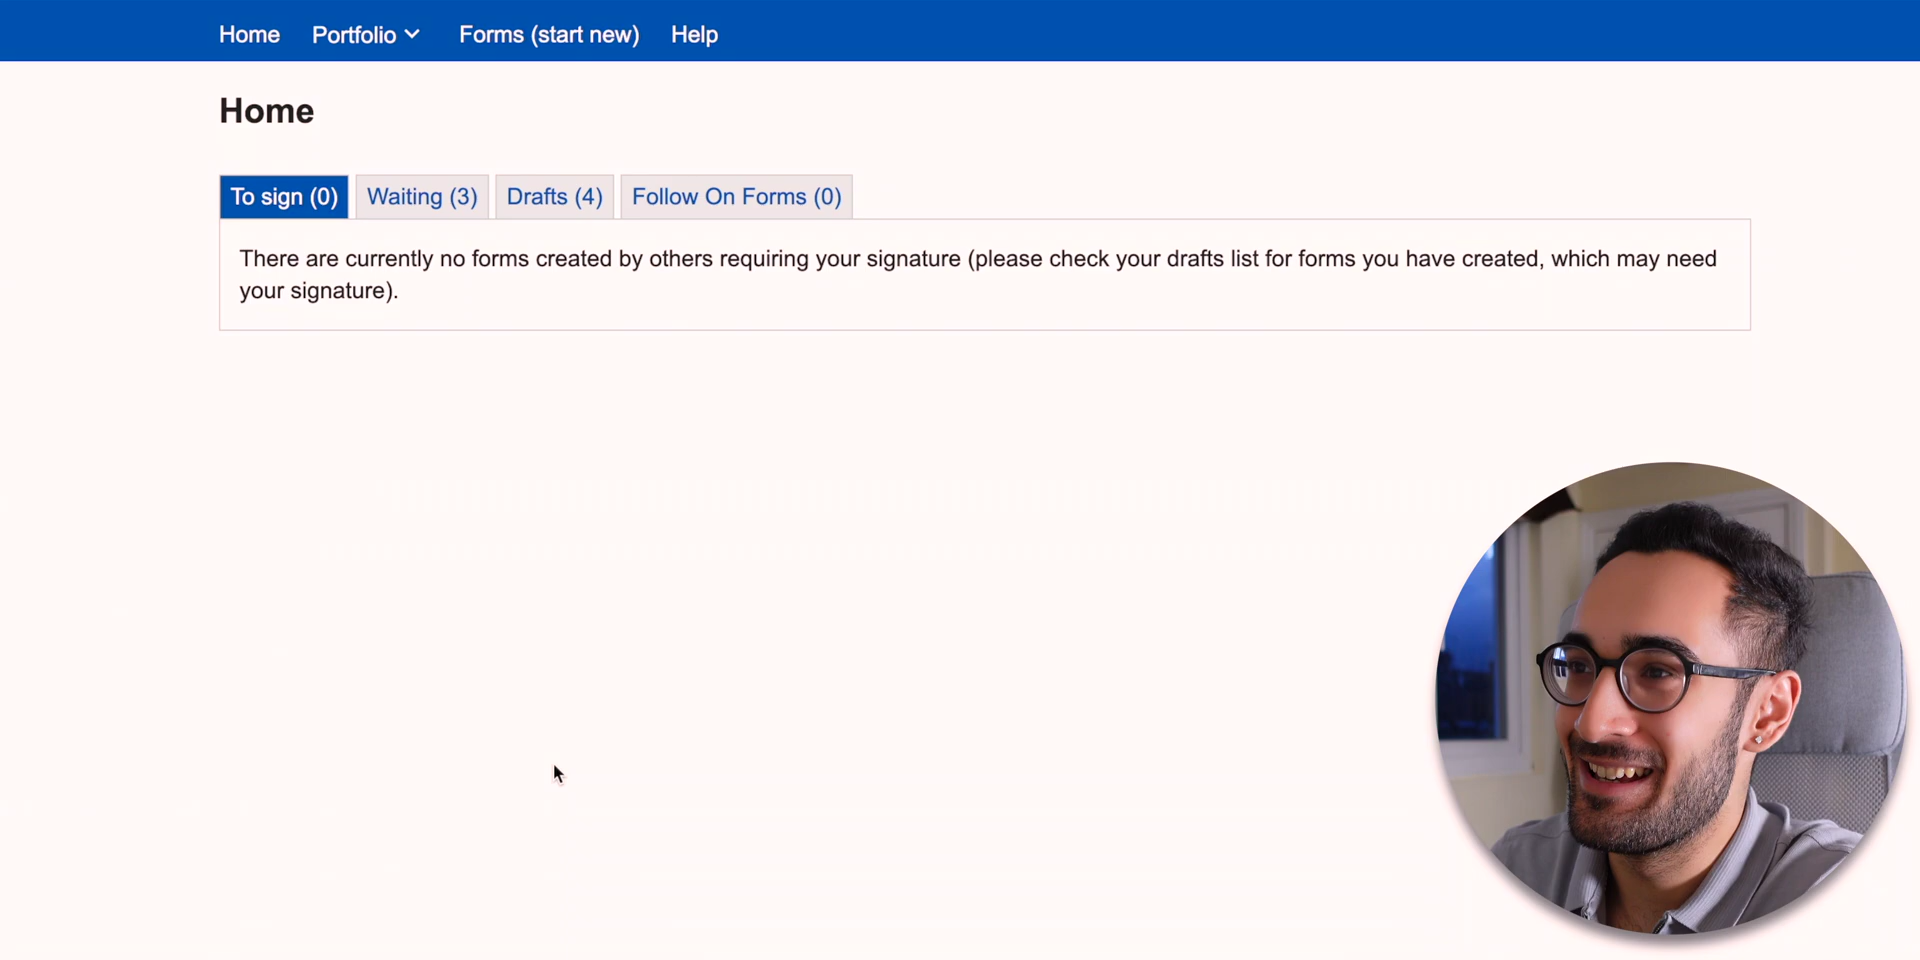 Home Portfolio Forms (start new) Help
Home
To sign (0) Waiting (3) Drafts (4) Follow On Forms (0)
There are currently no forms created by others requiring your signature (please check your drafts list for forms you have created, which may need
your signature).